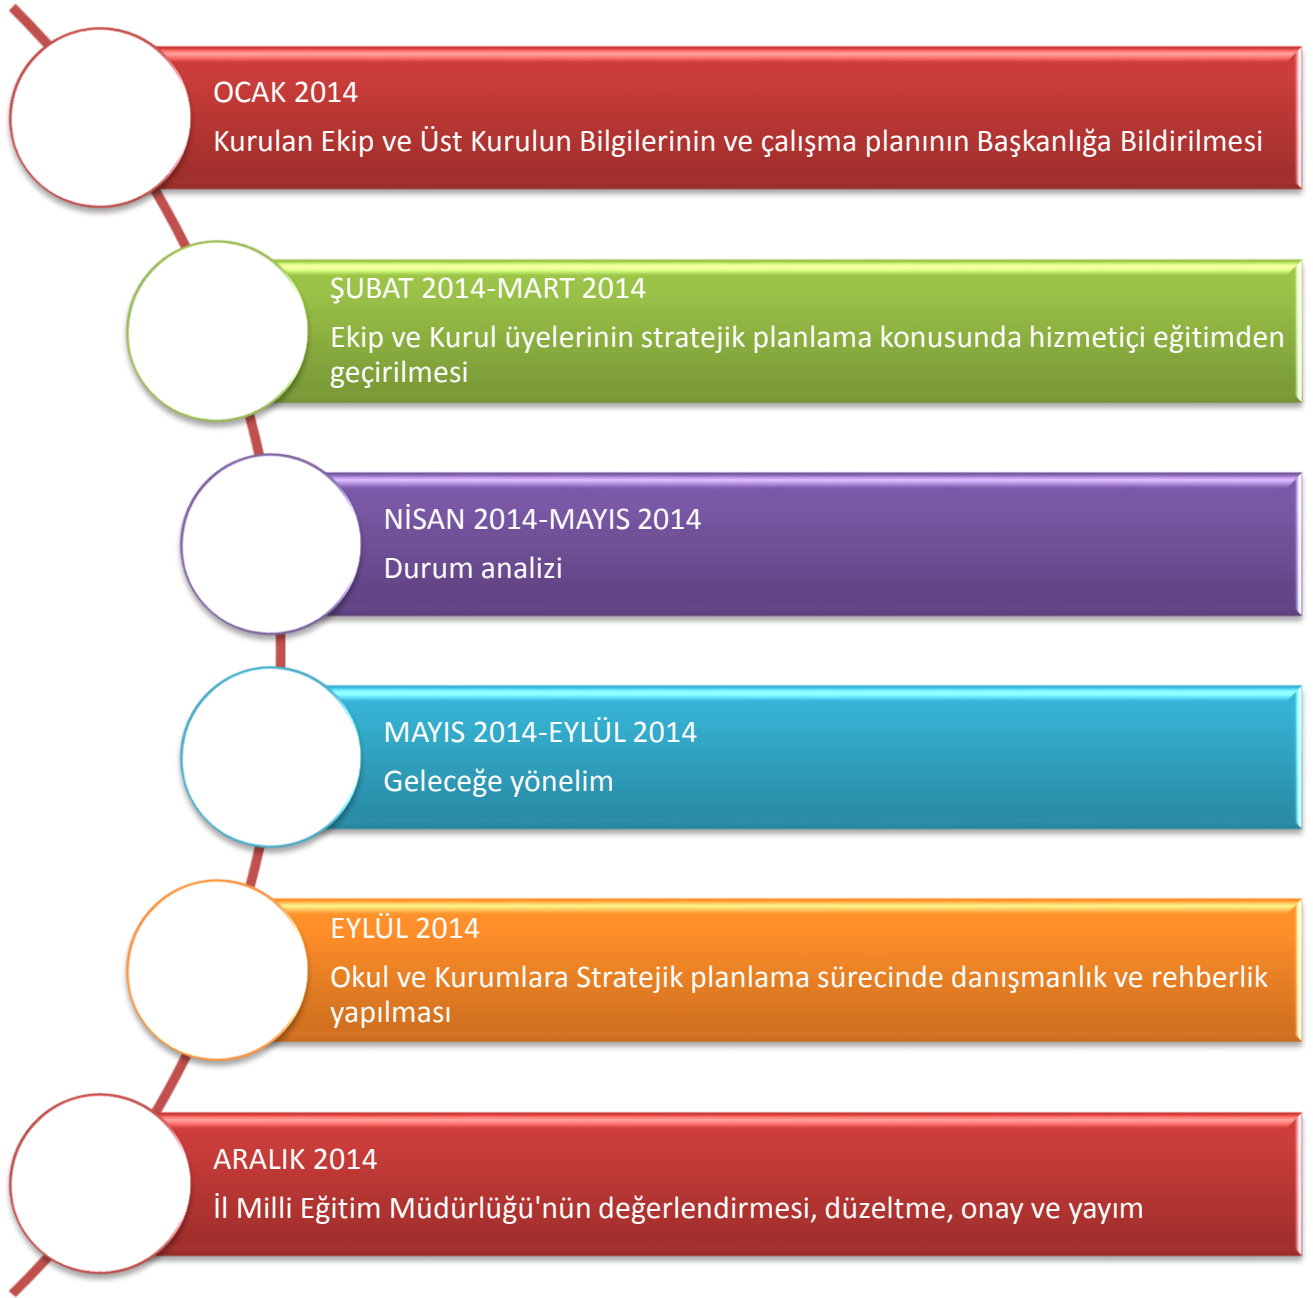 OCAK 2014
Kurulan Ekip ve Üst Kurulun Bilgilerinin ve çalışma planının Başkanlığa Bildirilmesi
ŞUBAT 2014-MART 2014
Ekip ve Kurul üyelerinin stratejik planlama konusunda hizmetiçi eğitimden
geçirilmesi
NİSAN 2014-MAYIS 2014
Durum analizi
MAYIS 2014-EYLÜL 2014
Geleceğe yönelim
EYLÜL 2014
Okul ve Kurumlara Stratejik planlama sürecinde danışmanlık ve rehberlik
yapılması
ARALIK 2014
İl Milli Eğitim Müdürlüğü'nün değerlendirmesi, düzeltme, onay ve yayım